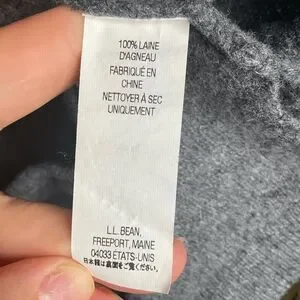 100% LAINE
D'AGNEAU
FABRIQUÉ EN
CHINE
NETTOYER À SEC
UNIQUEMENT
L.L. BEAN,
FREEPORT, MAINE
04033 ÉTATS-UNIS
日本語は裏面をご覧ください。